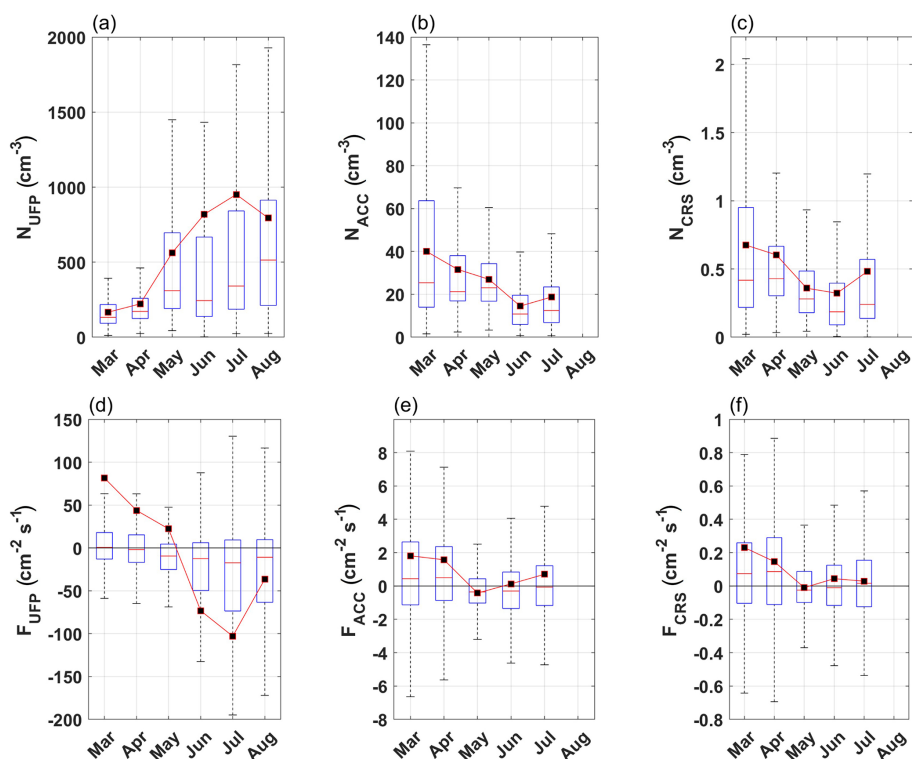 (a)
2000
1500
1000
500
0
N_UFP (cm^-3)
Mar Apr May Jun Jul Aug
(b)
140
120
100
80
60
40
20
0
N_ACC (cm^-3)
Mar Apr May Jun Jul Aug
(c)
2
1.5
1
0.5
0
N_CRS (cm^-3)
Mar Apr May Jun Jul Aug
(d)
150
100
50
0
-50
-100
-150
-200
F_UFP (cm^-2 s^-1)
Mar Apr May Jun Jul Aug
(e)
8
6
4
2
0
-2
-4
-6
-8
F_ACC (cm^-2 s^-1)
Mar Apr May Jun Jul Aug
(f)
1
0.8
0.6
0.4
0.2
0
-0.2
-0.4
-0.6
-0.8
F_CRS (cm^-2 s^-1)
Mar Apr May Jun Jul Aug